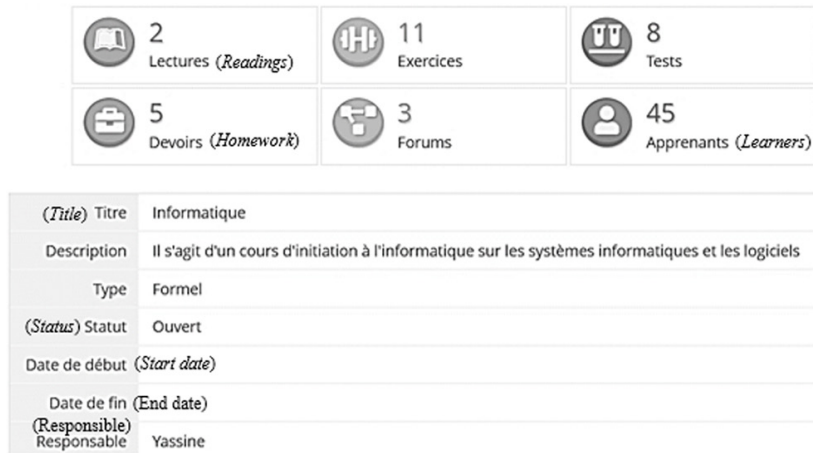 2
Lectures (Readings)
11
Exercices
8
Tests
5
Devoirs (Homework)
3
Forums
45
Apprenants (Learners)
(Title) Titre Informatique
Description Il s'agit d'un cours d'initiation à l'informatique sur les systèmes informatiques et les logiciels
Type Formel
(Status) Statut Ouvert
Date de début (Start date)
Date de fin (End date)
(Responsible)
Responsable Yassine